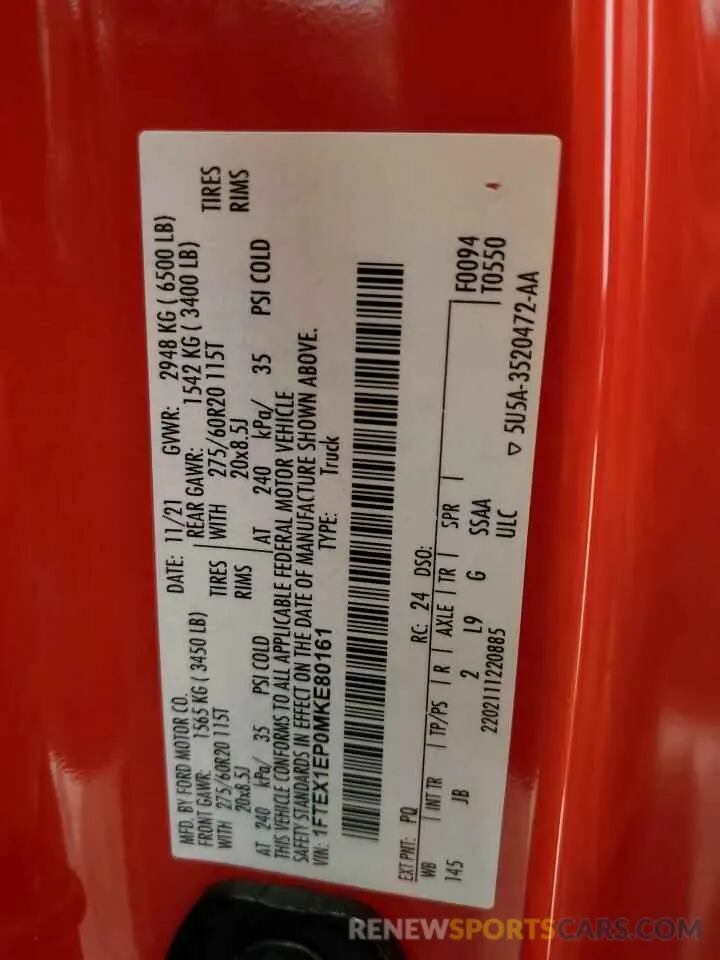 MFD. BY FORD MOTOR CO.
DATE: 11/21 GVWR: 2948 KG ( 6500 LB)
FRONT GAWR: 1565 KG ( 3450 LB) REAR GAWR: 1542 KG ( 3400 LB)
WITH 275/60R20 115T TIRES WITH 275/60R20 115T TIRES
20x8.5J RIMS 20x8.5J RIMS
AT 240 kPa/ 35 PSI COLD AT 240 kPa/ 35 PSI COLD
THIS VEHICLE CONFORMS TO ALL APPLICABLE FEDERAL MOTOR VEHICLE
SAFETY STANDARDS IN EFFECT ON THE DATE OF MANUFACTURE SHOWN ABOVE.
VIN: 1FTEX1EP0MKE80161 TYPE: Truck
EXT PNT: PQ RC: 24 DSO: F0094
WB INT TR TP/PS R AXLE TR SPR T0550
145 JB 2 L9 G SSAA
2202111220885 ULC
▽ 5U5A-3520472-AA
RENEWSPORTSCARS.COM